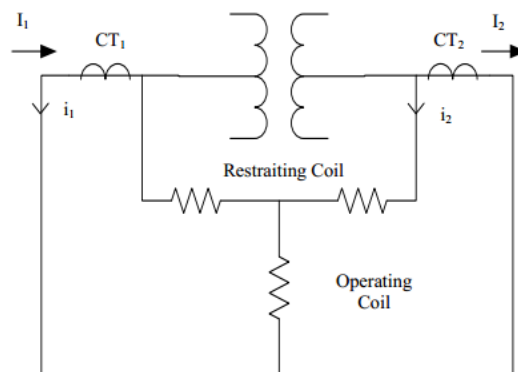 I₁
CT₁
CT₂
I₂
i₁
i₂
Restraiting Coil
Operating
Coil